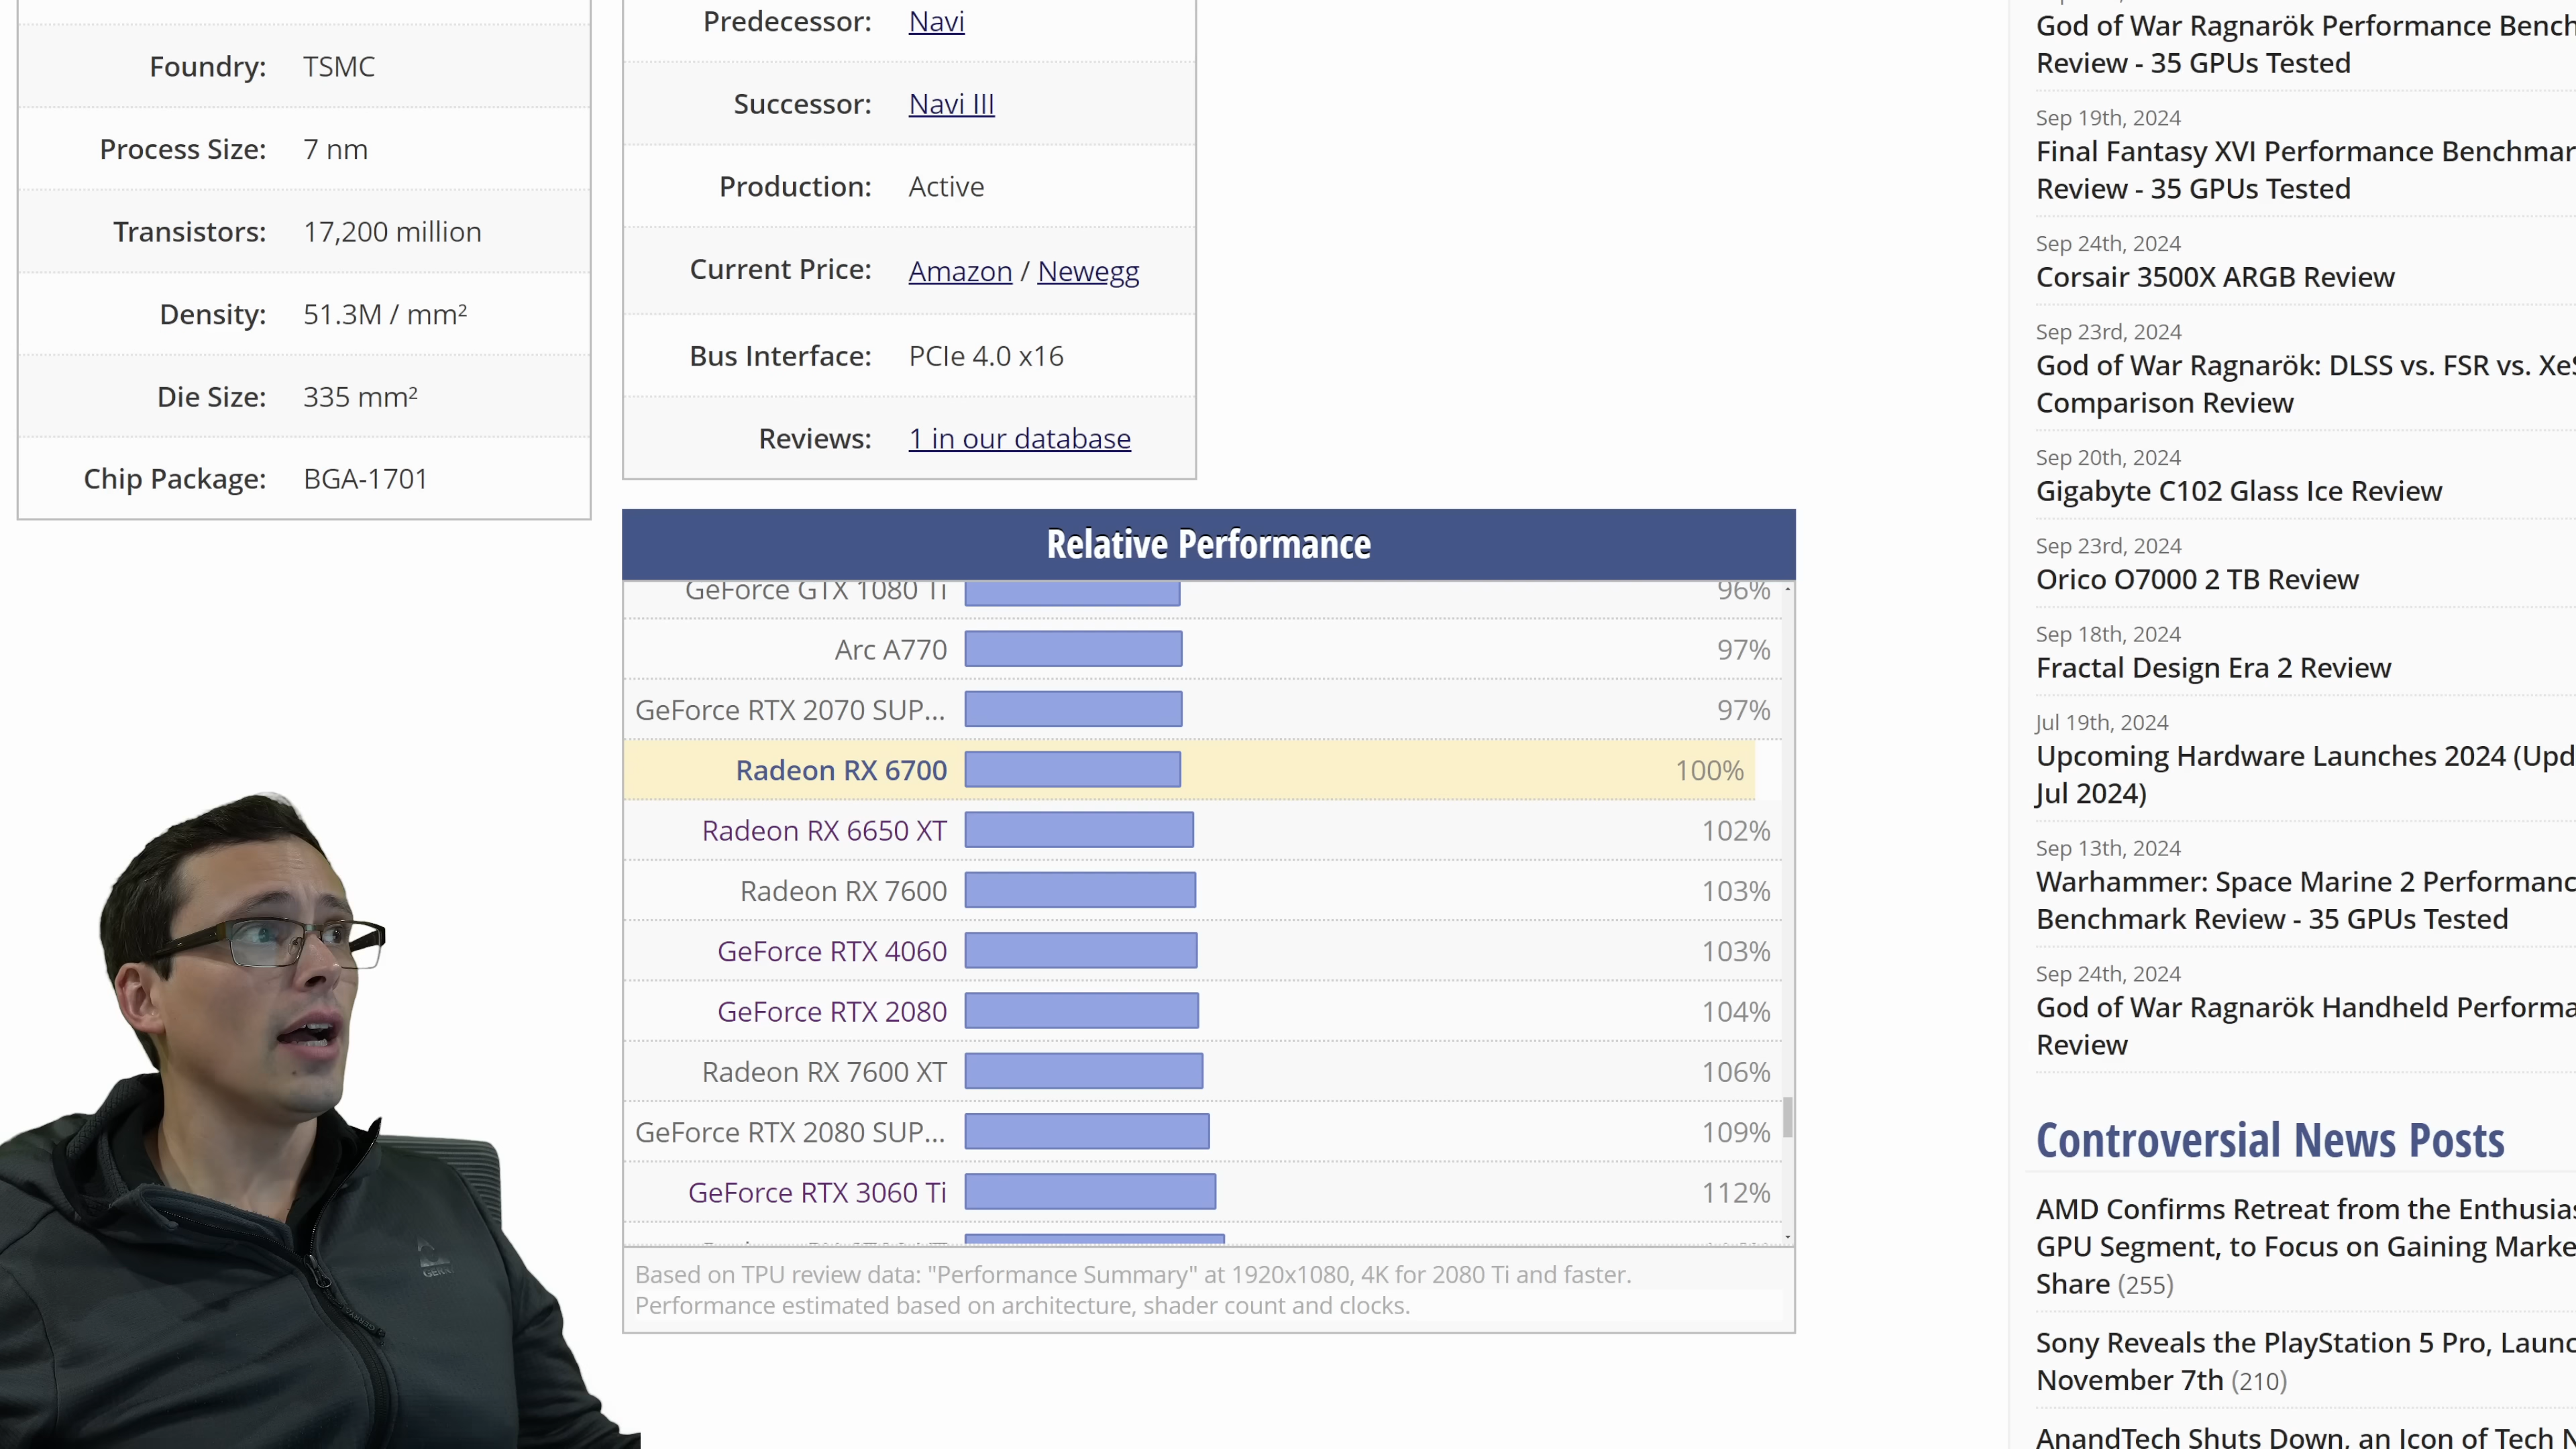 Foundry: TSMC
Process Size: 7 nm
Transistors: 17,200 million
Density: 51.3M / mm²
Die Size: 335 mm²
Chip Package: BGA-1701
Predecessor: Navi
Successor: Navi III
Production: Active
Current Price: Amazon / Newegg
Bus Interface: PCIe 4.0 x16
Reviews: 1 in our database
Relative Performance
GeForce GTX 1080 Ti 96%
Arc A770 97%
GeForce RTX 2070 SUP... 97%
Radeon RX 6700 100%
Radeon RX 6650 XT 102%
Radeon RX 7600 103%
GeForce RTX 4060 103%
GeForce RTX 2080 104%
Radeon RX 7600 XT 106%
GeForce RTX 2080 SUP... 109%
GeForce RTX 3060 Ti 112%
Based on TPU review data: "Performance Summary" at 1920x1080, 4K for 2080 Ti and faster.
Performance estimated based on architecture, shader count and clocks.
God of War Ragnarök Performance Bench
Review - 35 GPUs Tested
Sep 19th, 2024
Final Fantasy XVI Performance Benchmar
Review - 35 GPUs Tested
Sep 24th, 2024
Corsair 3500X ARGB Review
Sep 23rd, 2024
God of War Ragnarök: DLSS vs. FSR vs. XeS
Comparison Review
Sep 20th, 2024
Gigabyte C102 Glass Ice Review
Sep 23rd, 2024
Orico O7000 2 TB Review
Sep 18th, 2024
Fractal Design Era 2 Review
Jul 19th, 2024
Upcoming Hardware Launches 2024 (Upd
Jul 2024)
Sep 13th, 2024
Warhammer: Space Marine 2 Performanc
Benchmark Review - 35 GPUs Tested
Sep 24th, 2024
God of War Ragnarök Handheld Performa
Review
Controversial News Posts
AMD Confirms Retreat from the Enthusias
GPU Segment, to Focus on Gaining Marke
Share (255)
Sony Reveals the PlayStation 5 Pro, Launc
November 7th (210)
AnandTech Shuts Down, an Icon of Tech N